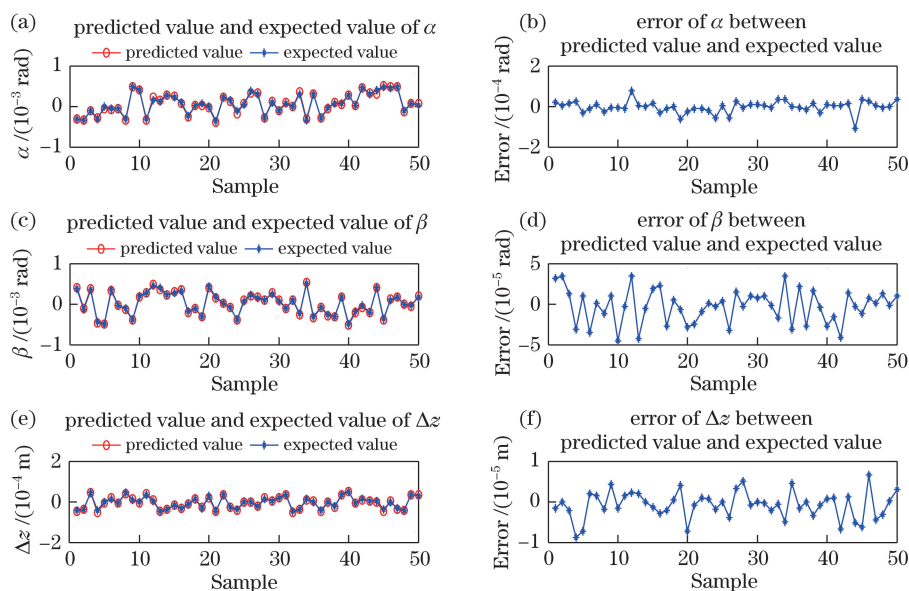 (a)
predicted value and expected value of α
predicted value expected value
α /(10⁻³ rad)
1
0
−1
0 10 20 30 40 50
Sample
(b)
error of α between
predicted value and expected value
Error /(10⁻⁴ rad)
2
0
−2
0 10 20 30 40 50
Sample
(c)
predicted value and expected value of β
predicted value expected value
β /(10⁻³ rad)
1
0
−1
0 10 20 30 40 50
Sample
(d)
error of β between
predicted value and expected value
Error /(10⁻⁵ rad)
5
0
−5
0 10 20 30 40 50
Sample
(e)
predicted value and expected value of Δz
predicted value expected value
Δz /(10⁻⁴ m)
2
0
−2
0 10 20 30 40 50
Sample
(f)
error of Δz between
predicted value and expected value
Error /(10⁻⁵ m)
1
0
−1
0 10 20 30 40 50
Sample